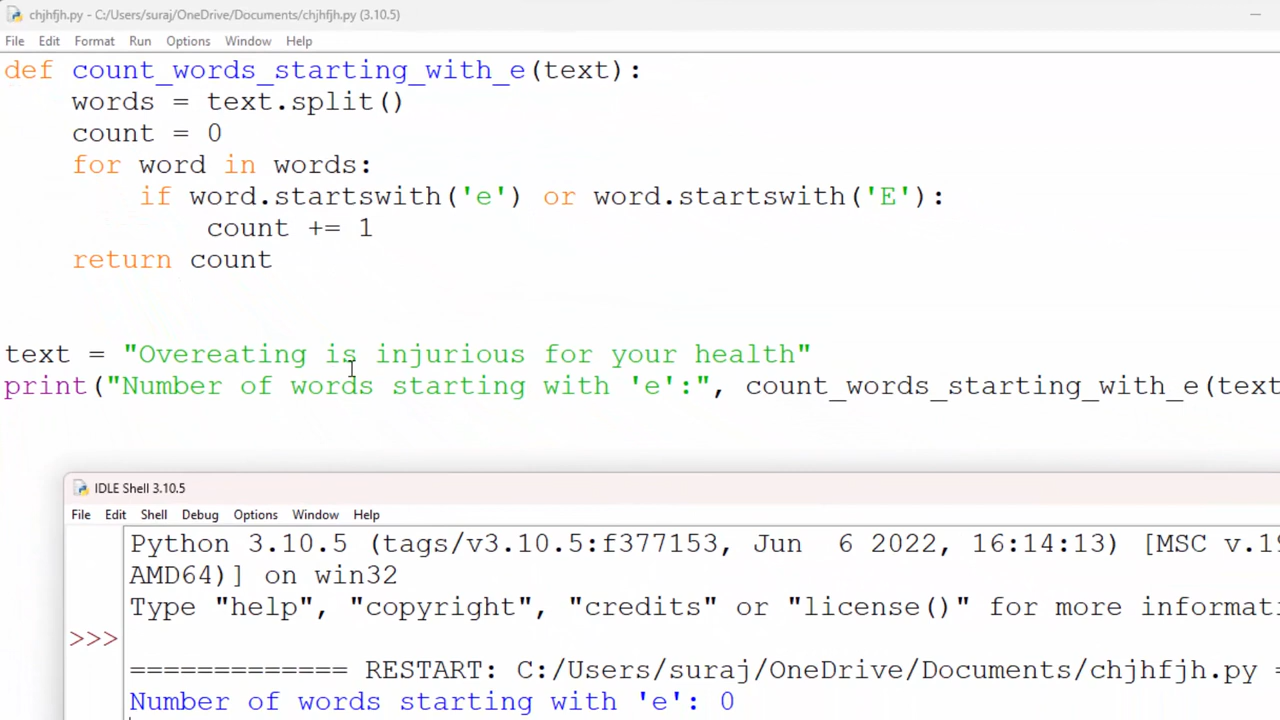 chjhfjh.py - C:/Users/suraj/OneDrive/Documents/chjhfjh.py (3.10.5)
File Edit Format Run Options Window Help
def count_words_starting_with_e(text):
    words = text.split()
    count = 0
    for word in words:
        if word.startswith('e') or word.startswith('E'):
            count += 1
    return count
text = "Overeating is injurious for your health"
print("Number of words starting with 'e':", count_words_starting_with_e(text
IDLE Shell 3.10.5
File Edit Shell Debug Options Window Help
Python 3.10.5 (tags/v3.10.5:f377153, Jun  6 2022, 16:14:13) [MSC v.19
AMD64)] on win32
Type "help", "copyright", "credits" or "license()" for more informati
>>>
============= RESTART: C:/Users/suraj/OneDrive/Documents/chjhfjh.py =
Number of words starting with 'e': 0